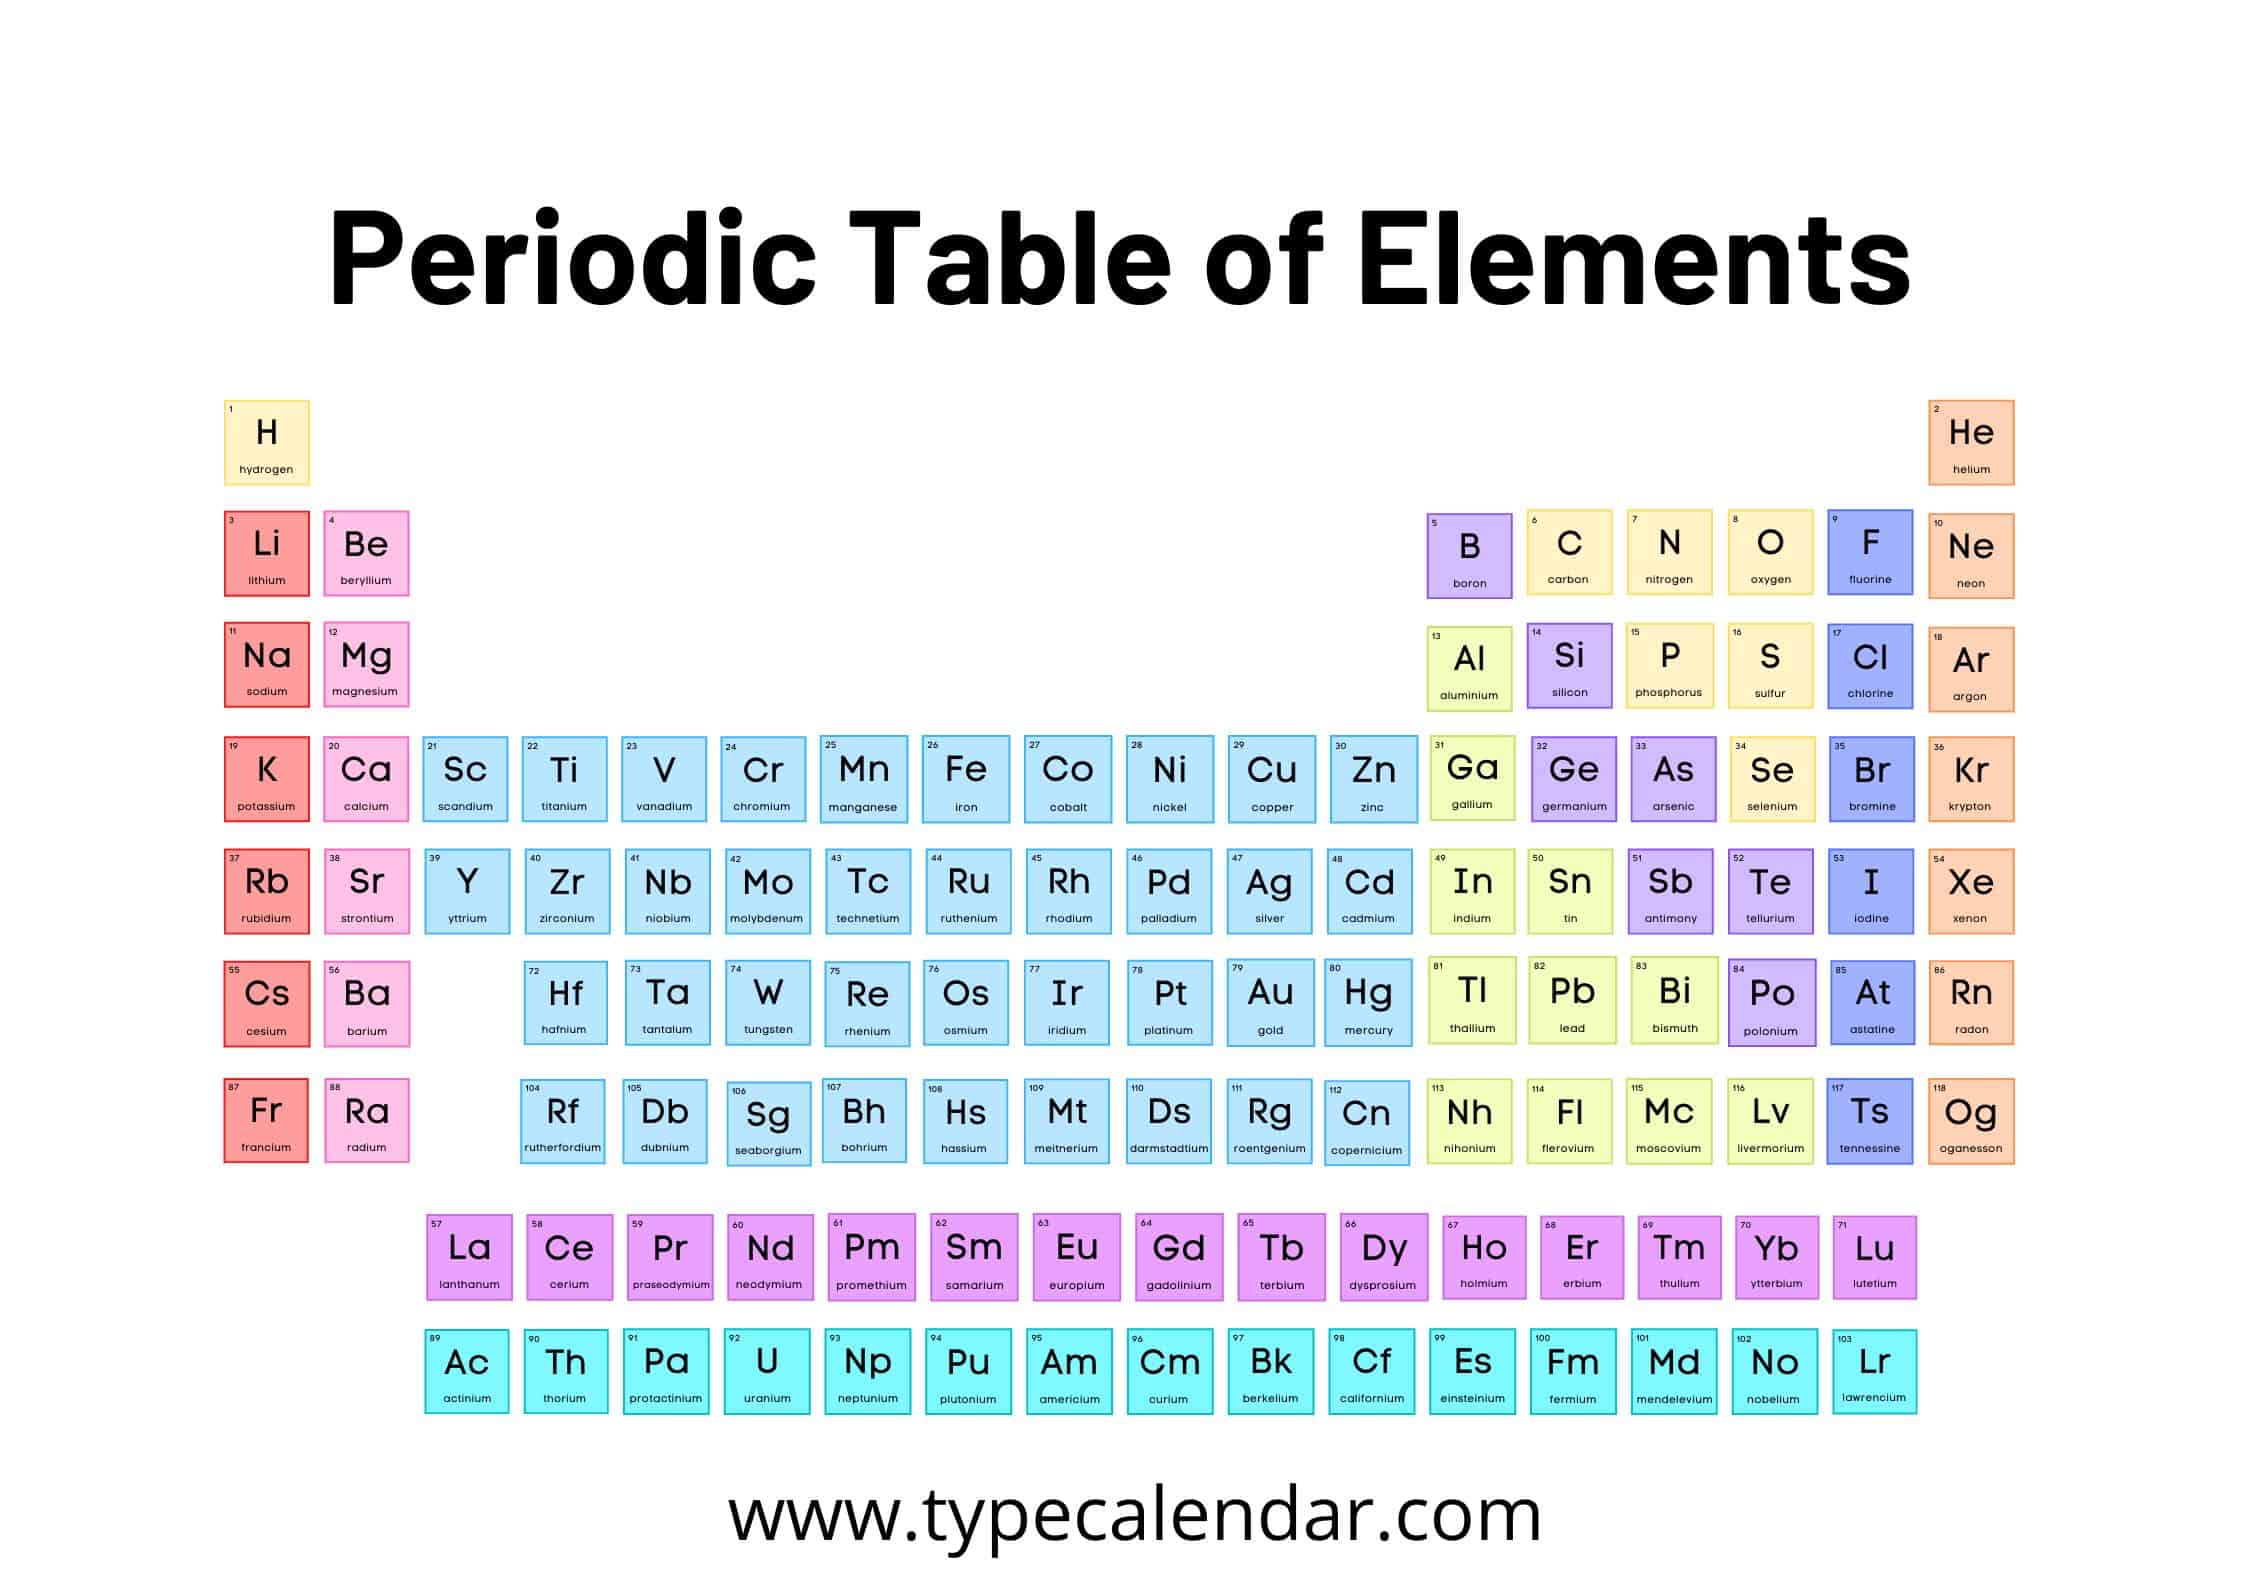 Periodic Table of Elements
1 2
H He
hydrogen helium
3 4 5 6 7 8 9 10
Li Be B C N O F Ne
lithium beryllium boron carbon nitrogen oxygen fluorine neon
11 12 13 14 15 16 17 18
Na Mg Al Si P S Cl Ar
sodium magnesium aluminium silicon phosphorus sulfur chlorine argon
19 20 21 22 23 24 25 26 27 28 29 30 31 32 33 34 35 36
K Ca Sc Ti V Cr Mn Fe Co Ni Cu Zn Ga Ge As Se Br Kr
potassium calcium scandium titanium vanadium chromium manganese iron cobalt nickel copper zinc gallium germanium arsenic selenium bromine krypton
37 38 39 40 41 42 43 44 45 46 47 48 49 50 51 52 53 54
Rb Sr Y Zr Nb Mo Tc Ru Rh Pd Ag Cd In Sn Sb Te I Xe
rubidium strontium yttrium zirconium niobium molybdenum technetium ruthenium rhodium palladium silver cadmium indium tin antimony tellurium iodine xenon
55 56 72 73 74 75 76 77 78 79 80 81 82 83 84 85 86
Cs Ba Hf Ta W Re Os Ir Pt Au Hg Tl Pb Bi Po At Rn
cesium barium hafnium tantalum tungsten rhenium osmium iridium platinum gold mercury thallium lead bismuth polonium astatine radon
87 88 104 105 106 107 108 109 110 111 112 113 114 115 116 117 118
Fr Ra Rf Db Sg Bh Hs Mt Ds Rg Cn Nh Fl Mc Lv Ts Og
francium radium rutherfordium dubnium seaborgium bohrium hassium meitnerium darmstadtium roentgenium copernicium nihonium flerovium moscovium livermorium tennessine oganesson
57 58 59 60 61 62 63 64 65 66 67 68 69 70 71
La Ce Pr Nd Pm Sm Eu Gd Tb Dy Ho Er Tm Yb Lu
lanthanum cerium praseodymium neodymium promethium samarium europium gadolinium terbium dysprosium holmium erbium thulium ytterbium lutetium
89 90 91 92 93 94 95 96 97 98 99 100 101 102 103
Ac Th Pa U Np Pu Am Cm Bk Cf Es Fm Md No Lr
actinium thorium protactinium uranium neptunium plutonium americium curium berkelium californium einsteinium fermium mendelevium nobelium lawrencium
www.typecalendar.com